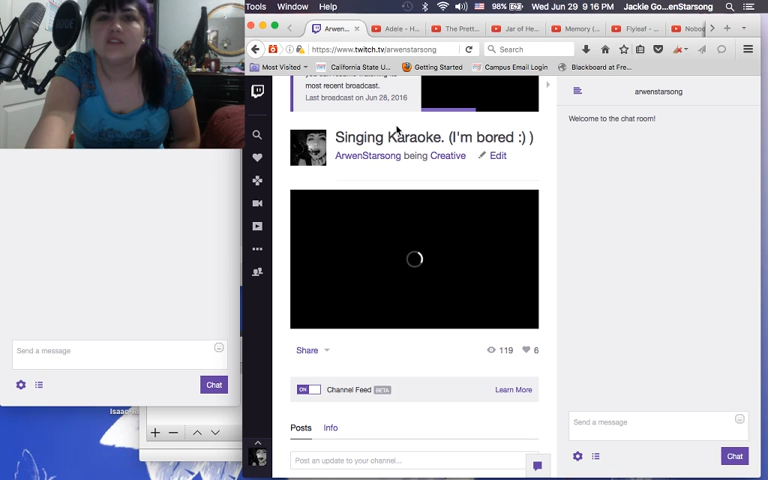 Tools Window Help 98% Wed Jun 29 9:16 PM Jackie Go...enStarsong
Arwen... Adele - H... The Prett... Jar of He... Memory (... Flyleaf - ... Nobod
https://www.twitch.tv/arwenstarsong Search
Most Visited California State U... Getting Started Campus Email Login Blackboard at Fre...
most recent broadcast.
Last broadcast on Jun 28, 2016
arwenstarsong
Welcome to the chat room!
Singing Karaoke. (I'm bored :) )
ArwenStarsong being Creative Edit
Send a message
Chat
Share 119 6
ON Channel Feed BETA Learn More
Posts Info
Post an update to your channel...
Send a message
Chat